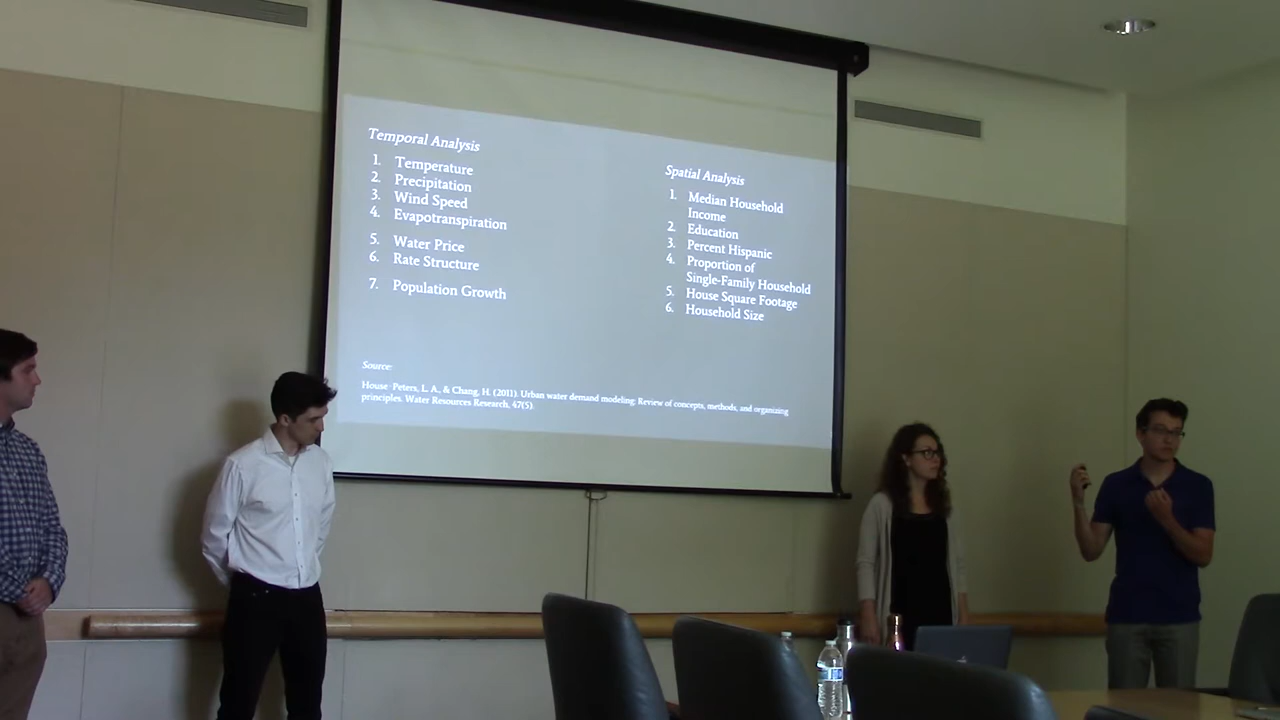 Temporal Analysis
1. Temperature
2. Precipitation
3. Wind Speed
4. Evapotranspiration
5. Water Price
6. Rate Structure
7. Population Growth
Spatial Analysis
1. Median Household
Income
2. Education
3. Percent Hispanic
4. Proportion of
Single-Family Household
5. House Square Footage
6. Household Size
Source:
House-Peters, L. A., & Chang, H. (2011). Urban water demand modeling: Review of concepts, methods, and organizing
principles. Water Resources Research, 47(5).